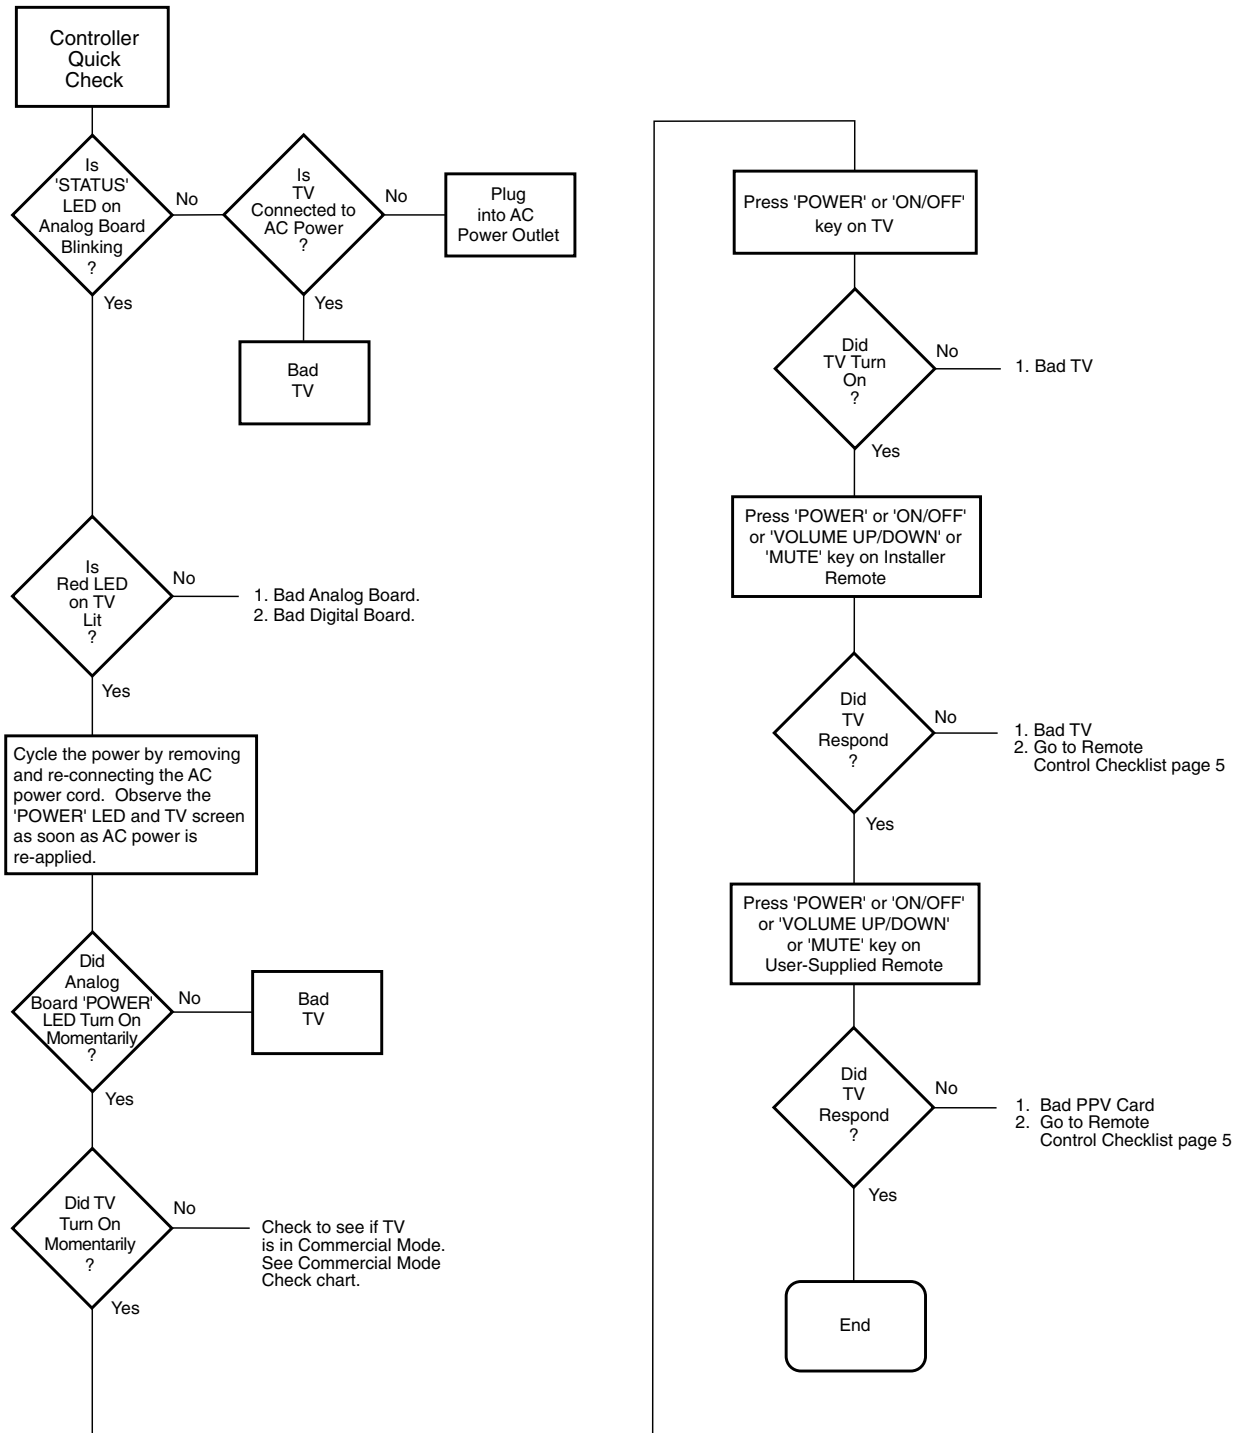 Controller
Quick
Check
Is
'STATUS'
LED on
Analog Board
Blinking
?
No
Is
TV
Connected to
AC Power
?
No
Plug
into AC
Power Outlet
Yes
Yes
Bad
TV
Is
Red LED
on TV
Lit
?
No
1. Bad Analog Board.
2. Bad Digital Board.
Yes
Cycle the power by removing
and re-connecting the AC
power cord. Observe the
'POWER' LED and TV screen
as soon as AC power is
re-applied.
Did
Analog
Board 'POWER'
LED Turn On
Momentarily
?
No
Bad
TV
Yes
Did TV
Turn On
Momentarily
?
No
Check to see if TV
is in Commercial Mode.
See Commercial Mode
Check chart.
Yes
Press 'POWER' or 'ON/OFF'
key on TV
Did
TV Turn
On
?
No
1. Bad TV
Yes
Press 'POWER' or 'ON/OFF'
or 'VOLUME UP/DOWN' or
'MUTE' key on Installer
Remote
Did
TV
Respond
?
No
1. Bad TV
2. Go to Remote
Control Checklist page 5
Yes
Press 'POWER' or 'ON/OFF'
or 'VOLUME UP/DOWN'
or 'MUTE' key on
User-Supplied Remote
Did
TV
Respond
?
No
1. Bad PPV Card
2. Go to Remote
Control Checklist page 5
Yes
End